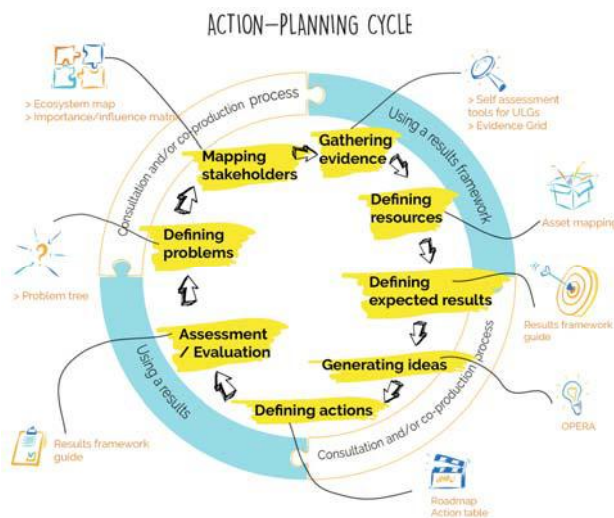 ACTION-PLANNING CYCLE
> Ecosystem map
> Importance/influence matri
Consultation and/or co-production process
Using a results framework
> Self assessment
tools for ULGs
> Evidence Grid
Mapping
stakeholders
Gathering
evidence
Defining
resources
Asset mapping
Defining
problems
> Problem tree
Defining
expected results
Results framework
guide
Assessment
/ Evaluation
Generating ideas
OPERA
Defining actions
Using a results
Consultation and/or co-production process
Results framework
guide
Roadmap
Action table